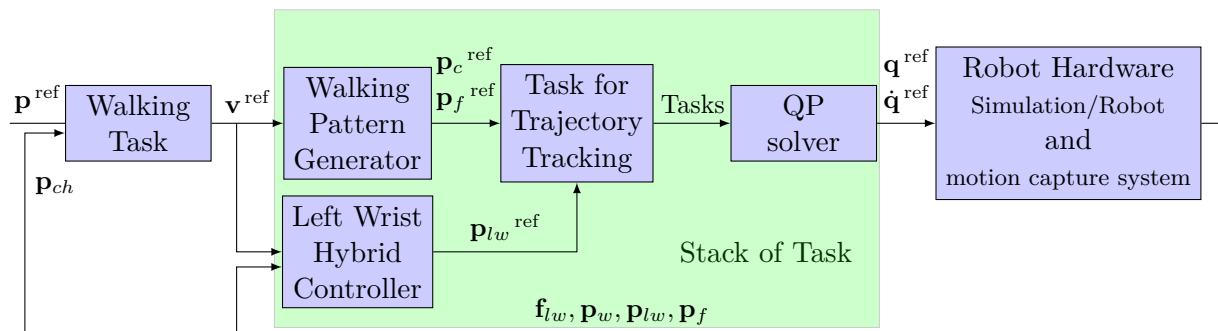 p^ref
Walking
Task
p_ch
v^ref
Walking
Pattern
Generator
p_c^ref
p_f^ref
Task for
Trajectory
Tracking
Tasks
QP
solver
q^ref
q̇^ref
Robot Hardware
Simulation/Robot
and
motion capture system
Left Wrist
Hybrid
Controller
p_lw^ref
Stack of Task
f_lw, p_w, p_lw, p_f